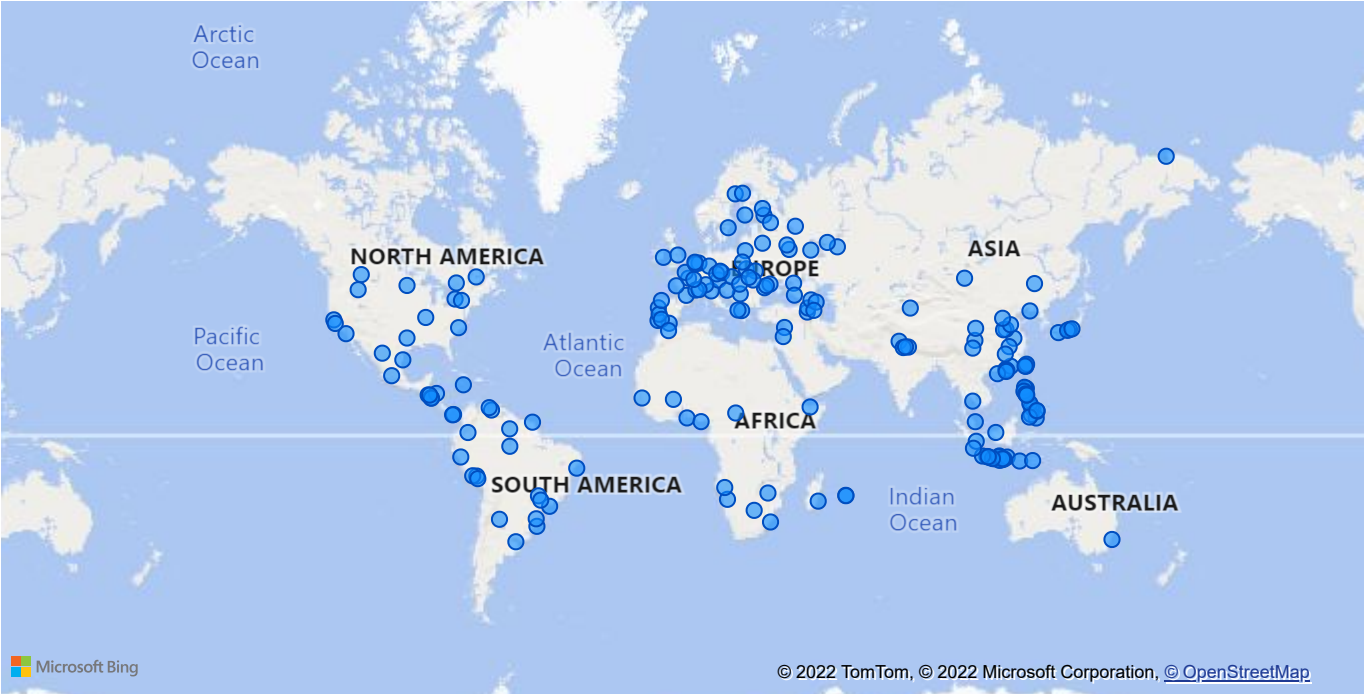 Arctic
Ocean
NORTH AMERICA
EUROPE
ASIA
Pacific
Ocean
Atlantic
Ocean
AFRICA
SOUTH AMERICA
Indian
Ocean
AUSTRALIA
Microsoft Bing
© 2022 TomTom, © 2022 Microsoft Corporation, © OpenStreetMap